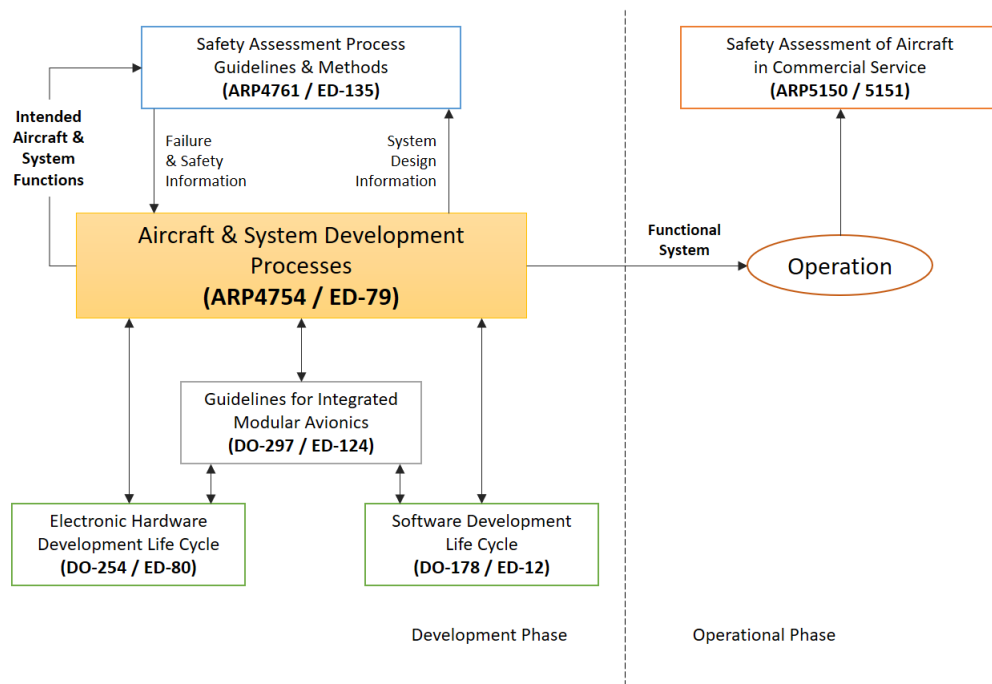 Safety Assessment Process
Guidelines & Methods
(ARP4761 / ED-135)
Safety Assessment of Aircraft
in Commercial Service
(ARP5150 / 5151)
Intended
Aircraft &
System
Functions
Failure
& Safety
Information
System
Design
Information
Aircraft & System Development
Processes
(ARP4754 / ED-79)
Functional
System
Operation
Guidelines for Integrated
Modular Avionics
(DO-297 / ED-124)
Electronic Hardware
Development Life Cycle
(DO-254 / ED-80)
Software Development
Life Cycle
(DO-178 / ED-12)
Development Phase
Operational Phase